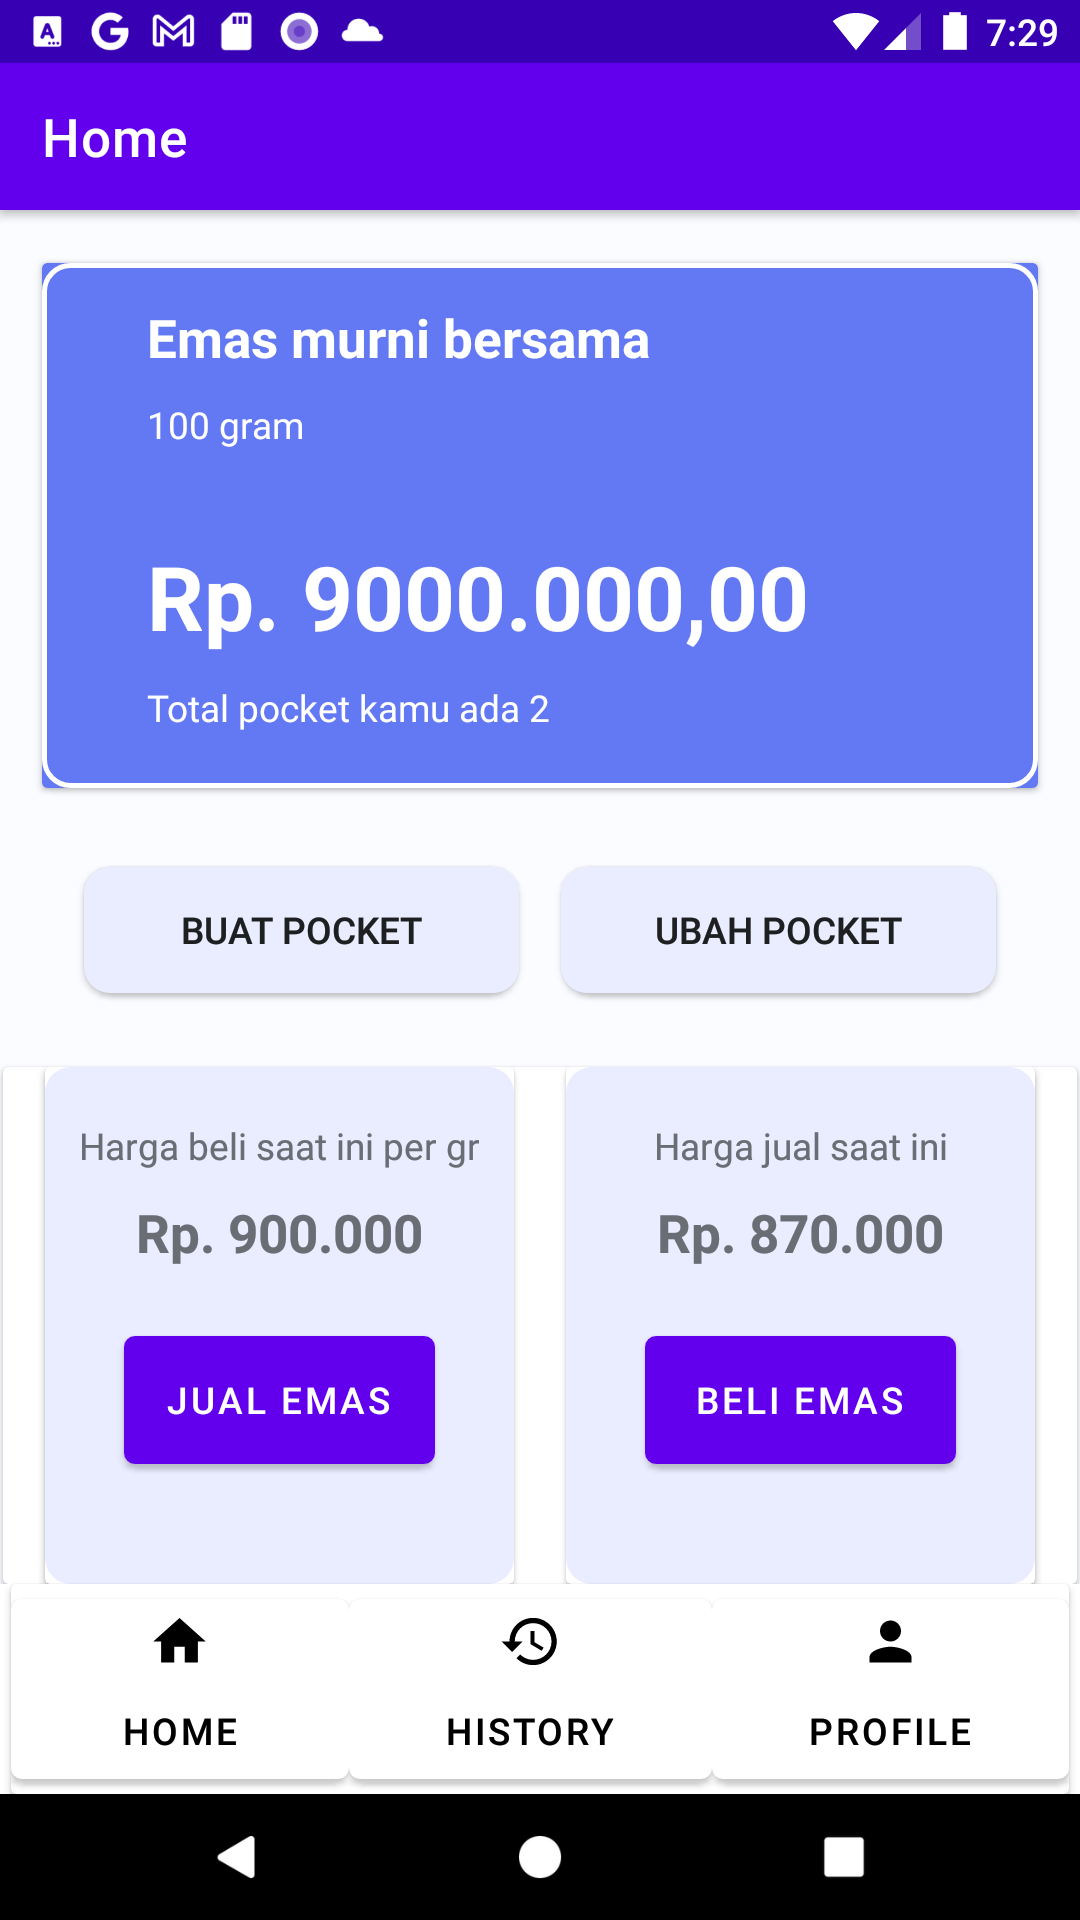 7:29
Home
Emas murni bersama
100 gram
Rp. 9000.000,00
Total pocket kamu ada 2
BUAT POCKET
UBAH POCKET
Harga beli saat ini per gr
Rp. 900.000
JUAL EMAS
Harga jual saat ini
Rp. 870.000
BELI EMAS
HOME
HISTORY
PROFILE